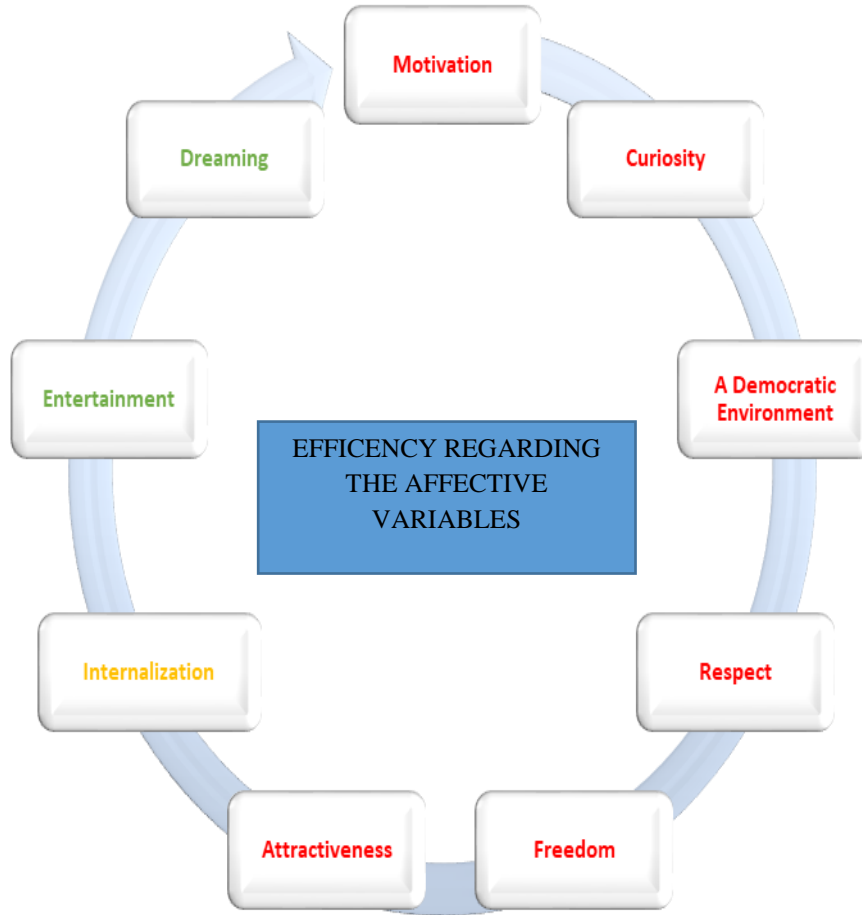 Motivation
Dreaming
Curiosity
Entertainment
A Democratic
Environment
EFFICENCY REGARDING
THE AFFECTIVE
VARIABLES
Internalization
Respect
Attractiveness
Freedom